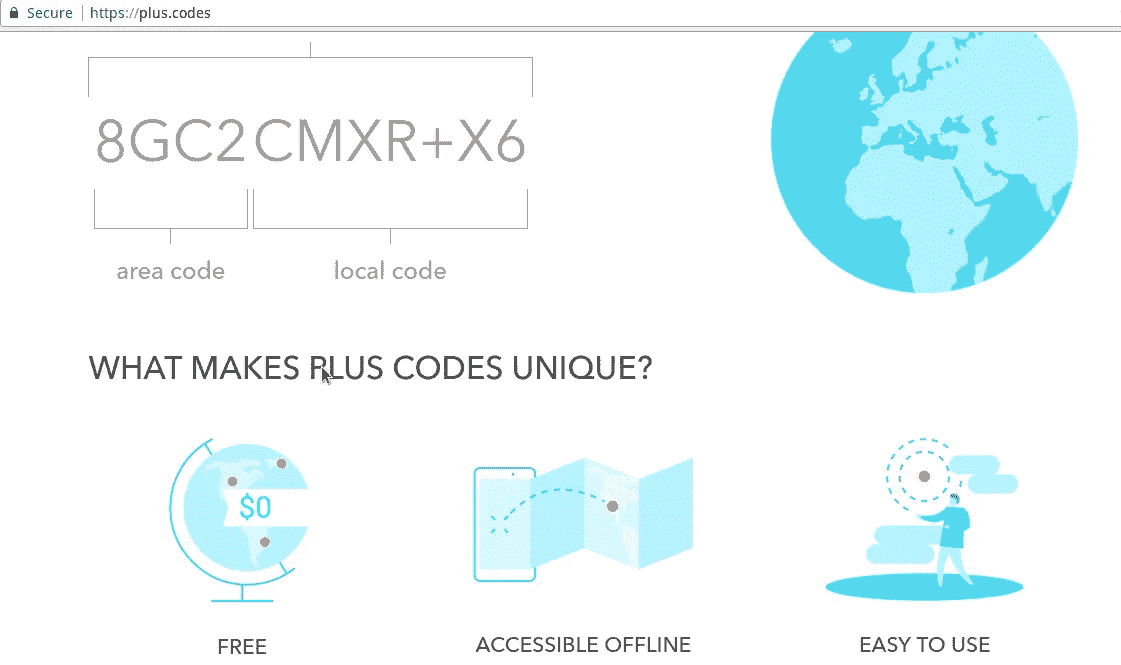 Secure https://plus.codes
8GC2CMXR+X6
area code local code
WHAT MAKES PLUS CODES UNIQUE?
$0
FREE ACCESSIBLE OFFLINE EASY TO USE